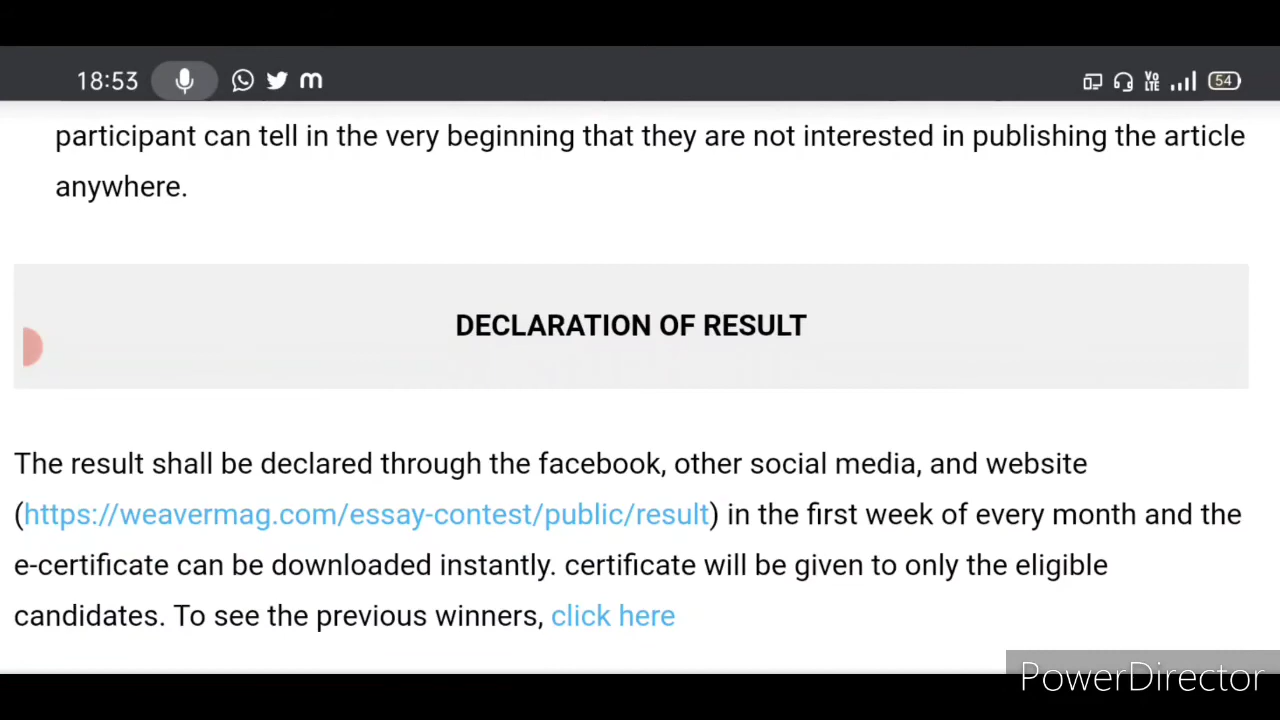 18:53
VO LTE 54
participant can tell in the very beginning that they are not interested in publishing the article
anywhere.
DECLARATION OF RESULT
The result shall be declared through the facebook, other social media, and website
(https://weavermag.com/essay-contest/public/result) in the first week of every month and the
e-certificate can be downloaded instantly. certificate will be given to only the eligible
candidates. To see the previous winners, click here
PowerDirector